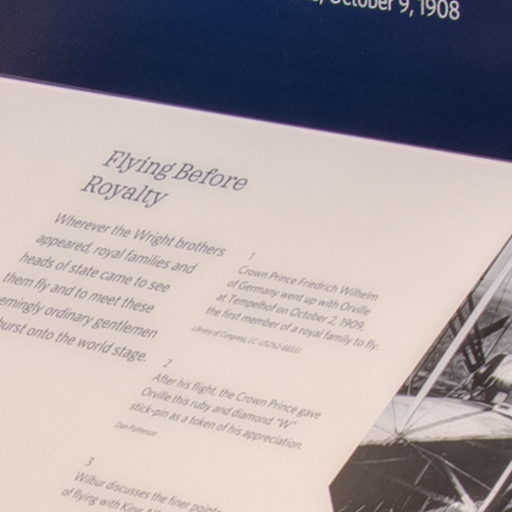 October 9, 1908
Flying Before
Royalty
Wherever the Wright brothers
appeared, royal families and
heads of state came to see
them fly and to meet these
emingly ordinary gentlemen
burst onto the world stage.
1
Crown Prince Friedrich Wilhelm
of Germany went up with Orville
at Tempelhof on October 2, 1909,
the first member of a royal family to fly.
Library of Congress,
2
After his flight, the Crown Prince gave
Orville this ruby and diamond "W"
stick-pin as a token of his appreciation.
Dan Patterson
3
Wilbur discusses the finer points
of flying with King